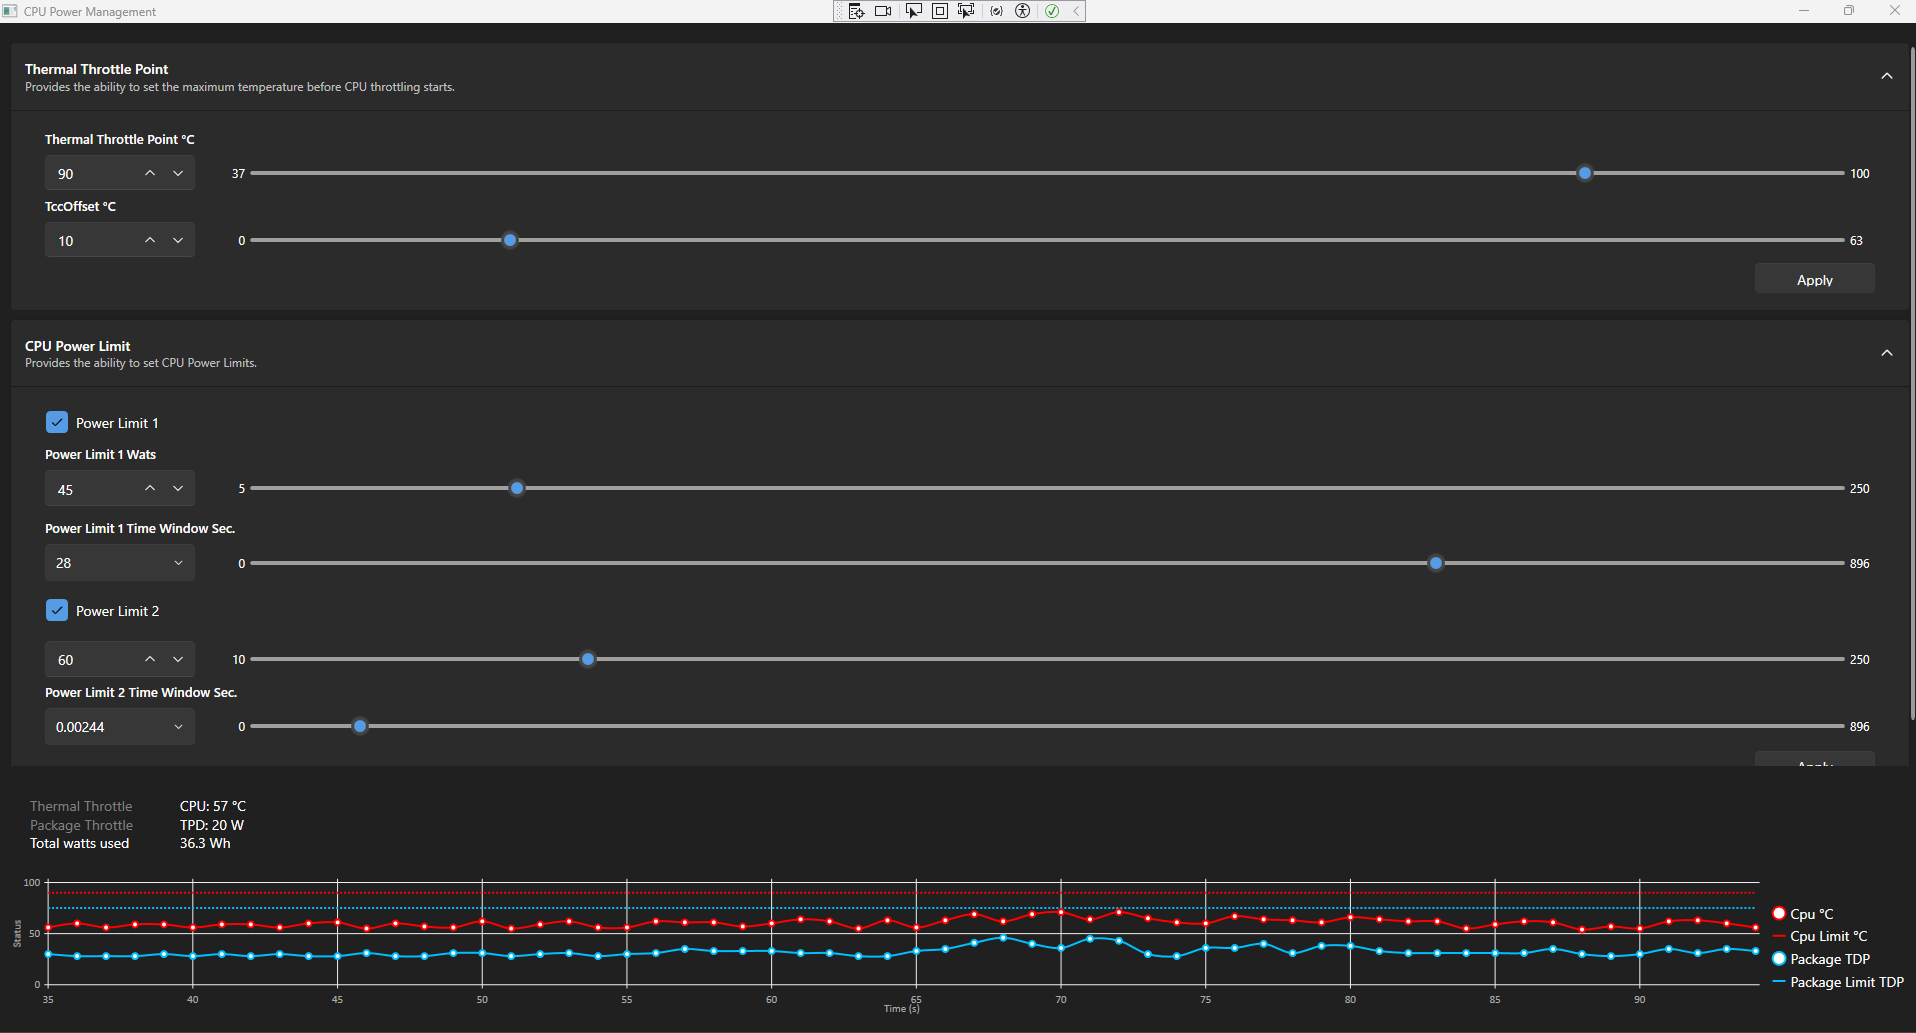 CPU Power Management
Thermal Throttle Point
Provides the ability to set the maximum temperature before CPU throttling starts.
Thermal Throttle Point °C
90
37
100
TccOffset °C
10
0
63
Apply
CPU Power Limit
Provides the ability to set CPU Power Limits.
Power Limit 1
Power Limit 1 Wats
45
5
250
Power Limit 1 Time Window Sec.
28
0
896
Power Limit 2
60
10
250
Power Limit 2 Time Window Sec.
0.00244
0
896
Apply
Thermal Throttle CPU: 57 °C
Package Throttle TPD: 20 W
Total watts used 36.3 Wh
100
50
0
Status
35 40 45 50 55 60 65 70 75 80 85 90
Time (s)
Cpu °C
Cpu Limit °C
Package TDP
Package Limit TDP